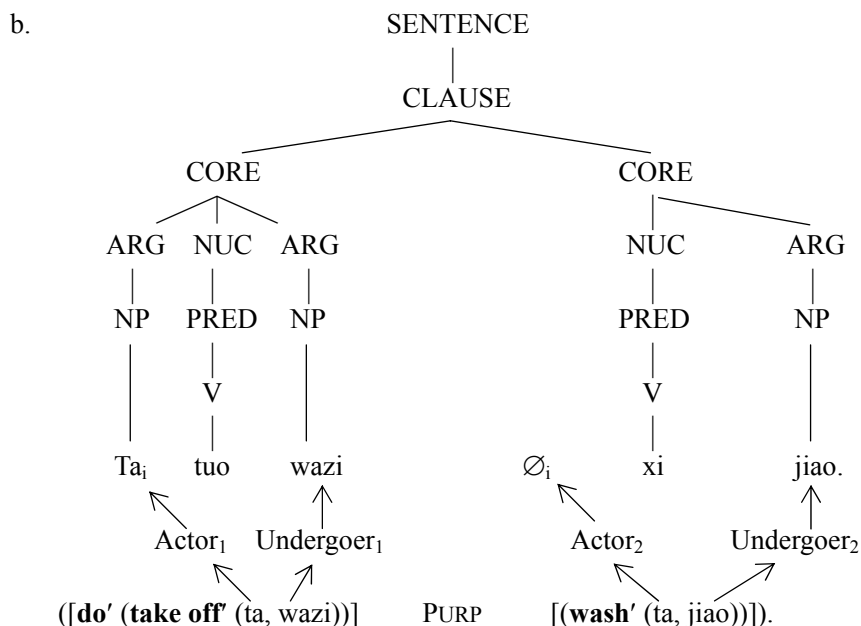 b. SENTENCE
CLAUSE
CORE CORE
ARG NUC ARG NUC ARG
NP PRED NP PRED NP
V V
Taᵢ tuo wazi ∅ᵢ xi jiao.
Actor₁ Undergoer₁ Actor₂ Undergoer₂
([do′ (take off′ (ta, wazi))] PURP [(wash′ (ta, jiao))]).